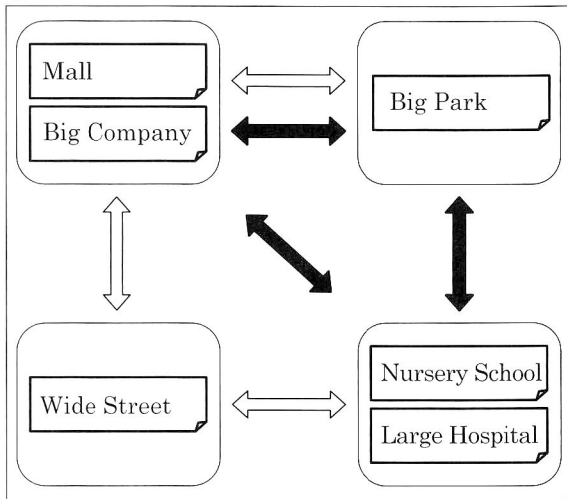 Mall
Big Company
Big Park
Wide Street
Nursery School
Large Hospital